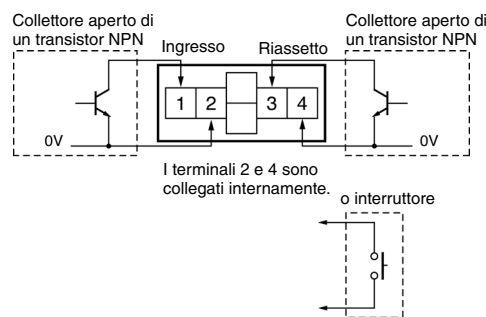 Collettore aperto di
un transistor NPN
Ingresso
Riassetto
Collettore aperto di
un transistor NPN
1 2 3 4
0V
0V
I terminali 2 e 4 sono
collegati internamente.
o interruttore